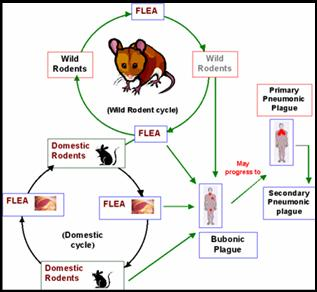 FLEA
Wild
Rodents
Wild
Rodents
(Wild Rodent cycle)
FLEA
Primary
Pneumonic
Plague
Domestic
Rodents
May
progress to
FLEA
FLEA
Secondary
Pneumonic
plague
(Domestic
cycle)
Bubonic
Plague
Domestic
Rodents